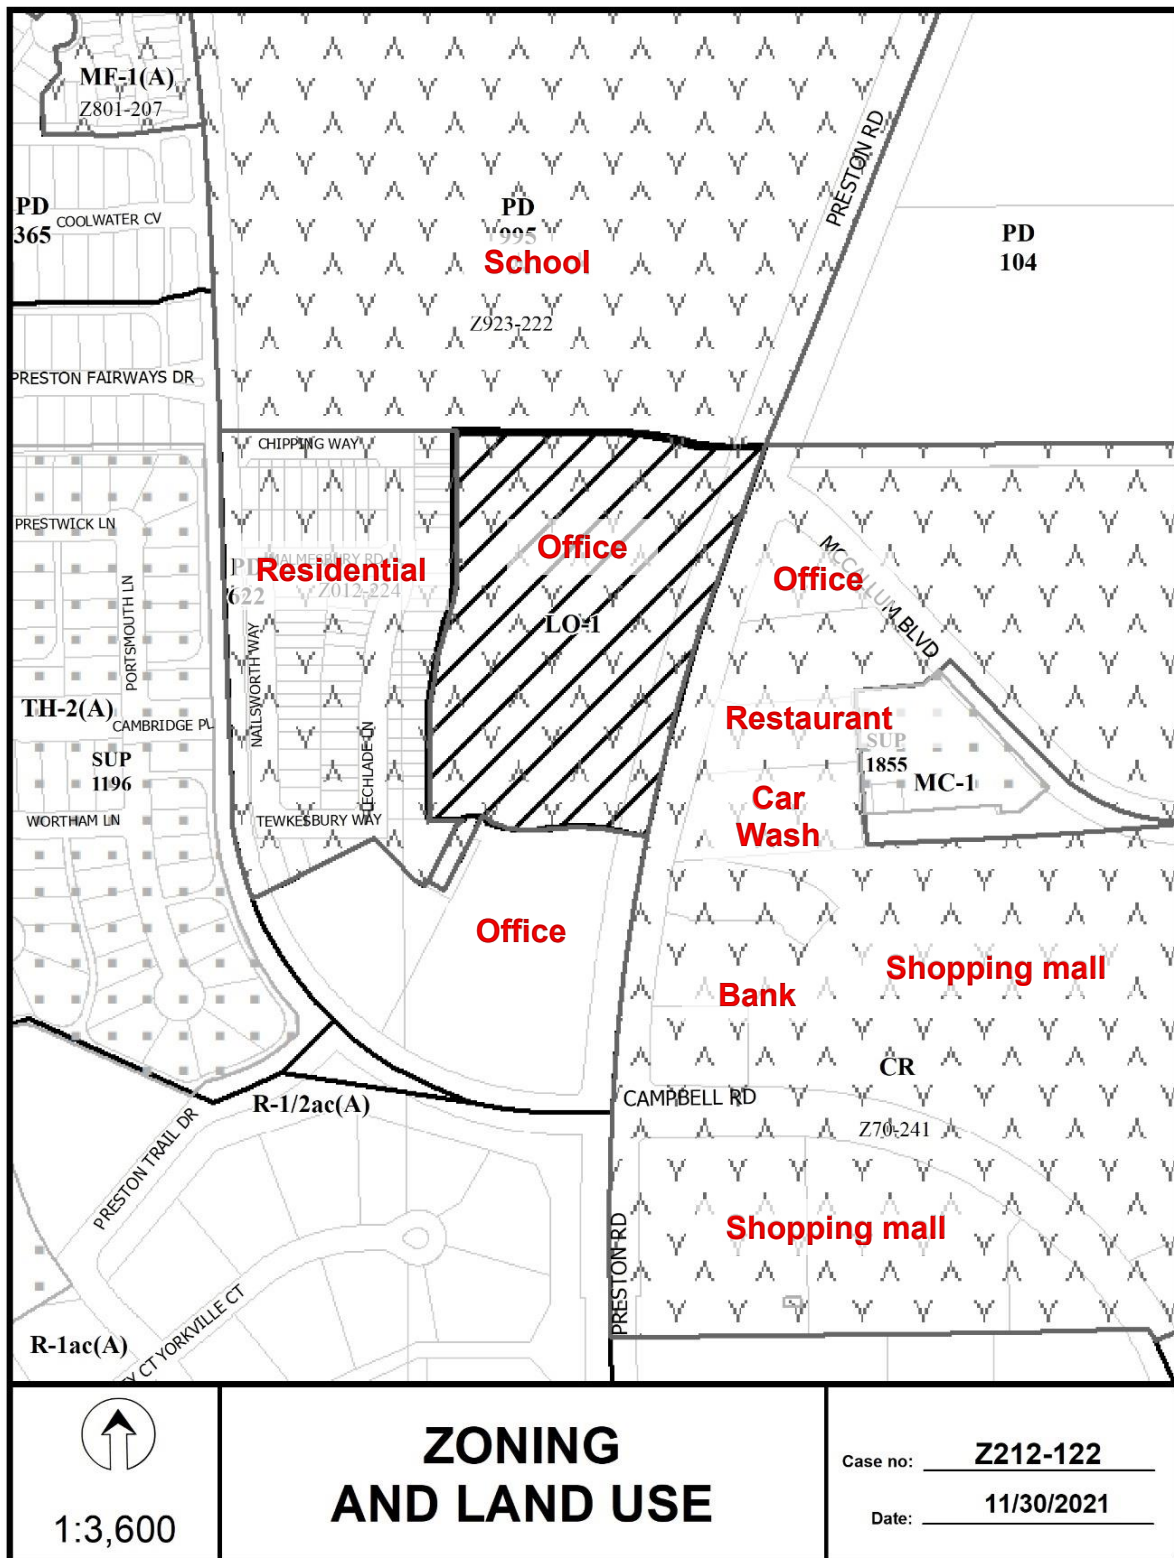 MF-1(A)
Z801-207
PRESTON RD
PD
365
COOLWATER CV
PD
995
School
PD
104
Z923-222
PRESTON FAIRWAYS DR
CHIPPING WAY
PRESTWICK LN
MALMESBURY RD
Office
MCCALLUM BLVD
Residential
Office
622
Z012-224
PORTSMOUTH LN
LO-1
NAILSWORTH WAY
TH-2(A)
CAMBRIDGE PL
Restaurant
SUP
1855
MC-1
SUP
1196
LECHLADE LN
Car
Wash
WORTHAM LN
TEWKESBURY WAY
Office
Shopping mall
Bank
CR
R-1/2ac(A)
CAMPBELL RD
Z70-241
PRESTON TRAIL DR
Shopping mall
PRESTON RD
CT YORKVILLE CT
R-1ac(A)
1:3,600
ZONING
AND LAND USE
Case no: Z212-122
Date: 11/30/2021